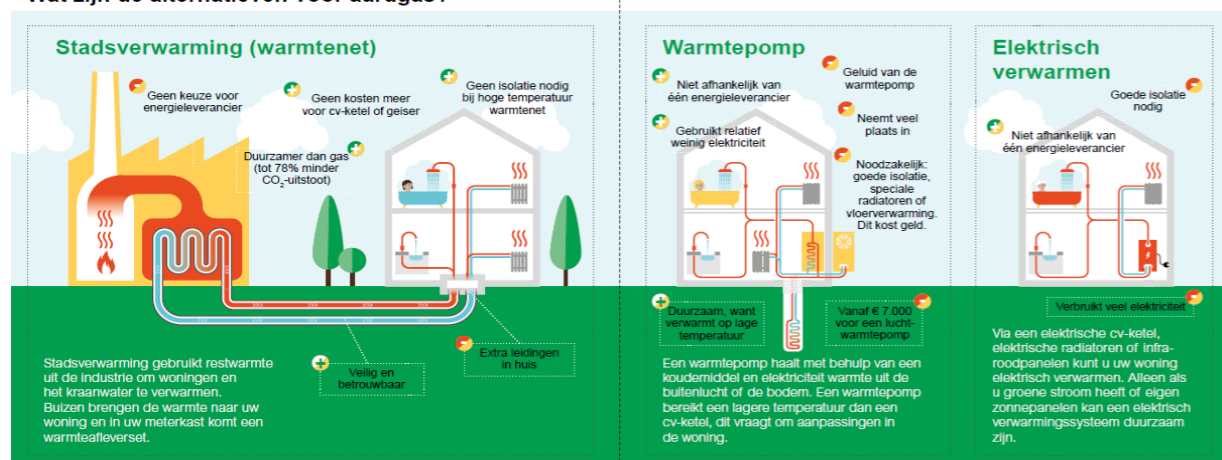 Wat zijn de alternatieven voor aardgas?
Stadsverwarming (warmtenet)
Geen keuze voor
energieleverancier
Geen kosten meer
voor cv-ketel of geiser
Geen isolatie nodig
bij hoge temperatuur
warmtenet
Duurzamer dan gas
(tot 78% minder
CO₂-uitstoot)
Extra leidingen
in huis
Veilig en
betrouwbaar
Stadsverwarming gebruikt restwarmte
uit de industrie om woningen en
het kraanwater te verwarmen.
Buizen brengen de warmte naar uw
woning en in uw meterkast komt een
warmteafleverset.
Warmtepomp
Niet afhankelijk van
één energieleverancier
Geluid van de
warmtepomp
Gebruikt relatief
weinig elektriciteit
Neemt veel
plaats in
Noodzakelijk:
goede isolatie,
speciale
radiatoren of
vloerverwarming.
Dit kost geld.
Duurzaam, want
verwarmt op lage
temperatuur
Vanaf € 7.000
voor een lucht-
warmtepomp
Een warmtepomp haalt met behulp van een
koudemiddel en elektriciteit warmte uit de
buitenlucht of de bodem. Een warmtepomp
bereikt een lagere temperatuur dan een
cv-ketel, dit vraagt om aanpassingen in
de woning.
Elektrisch
verwarmen
Goede isolatie
nodig
Niet afhankelijk van
één energieleverancier
Verbruikt veel elektriciteit
Via een elektrische cv-ketel,
elektrische radiatoren of infra-
roodpanelen kunt u uw woning
elektrisch verwarmen. Alleen als
u groene stroom heeft of eigen
zonnepanelen kan een elektrisch
verwarmingssysteem duurzaam
zijn.